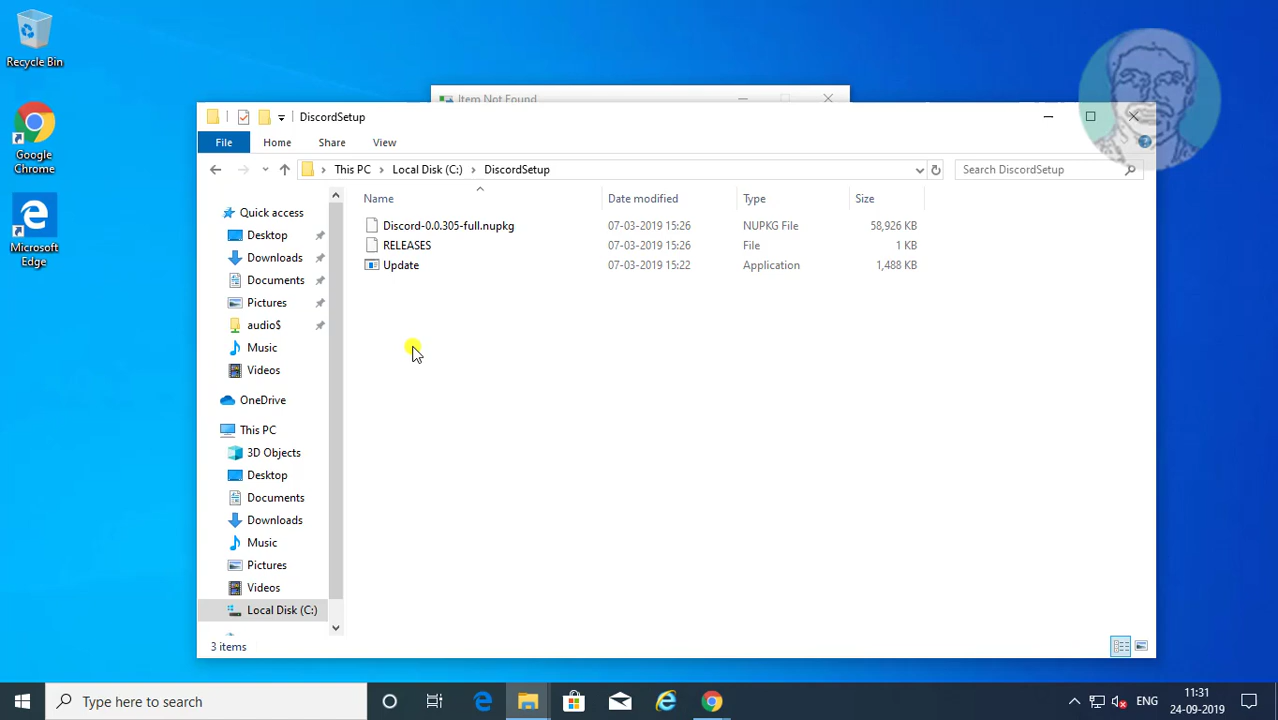 Recycle Bin
Google
Chrome
Microsoft
Edge
Item Not Found
DiscordSetup
File Home Share View
This PC Local Disk (C:) DiscordSetup
Search DiscordSetup
Name Date modified Type Size
Discord-0.0.305-full.nupkg 07-03-2019 15:26 NUPKG File 58,926 KB
RELEASES 07-03-2019 15:26 File 1 KB
Update 07-03-2019 15:22 Application 1,488 KB
Quick access
Desktop
Downloads
Documents
Pictures
audio$
Music
Videos
OneDrive
This PC
3D Objects
Desktop
Documents
Downloads
Music
Pictures
Videos
Local Disk (C:)
3 items
Type here to search
ENG
11:31
24-09-2019